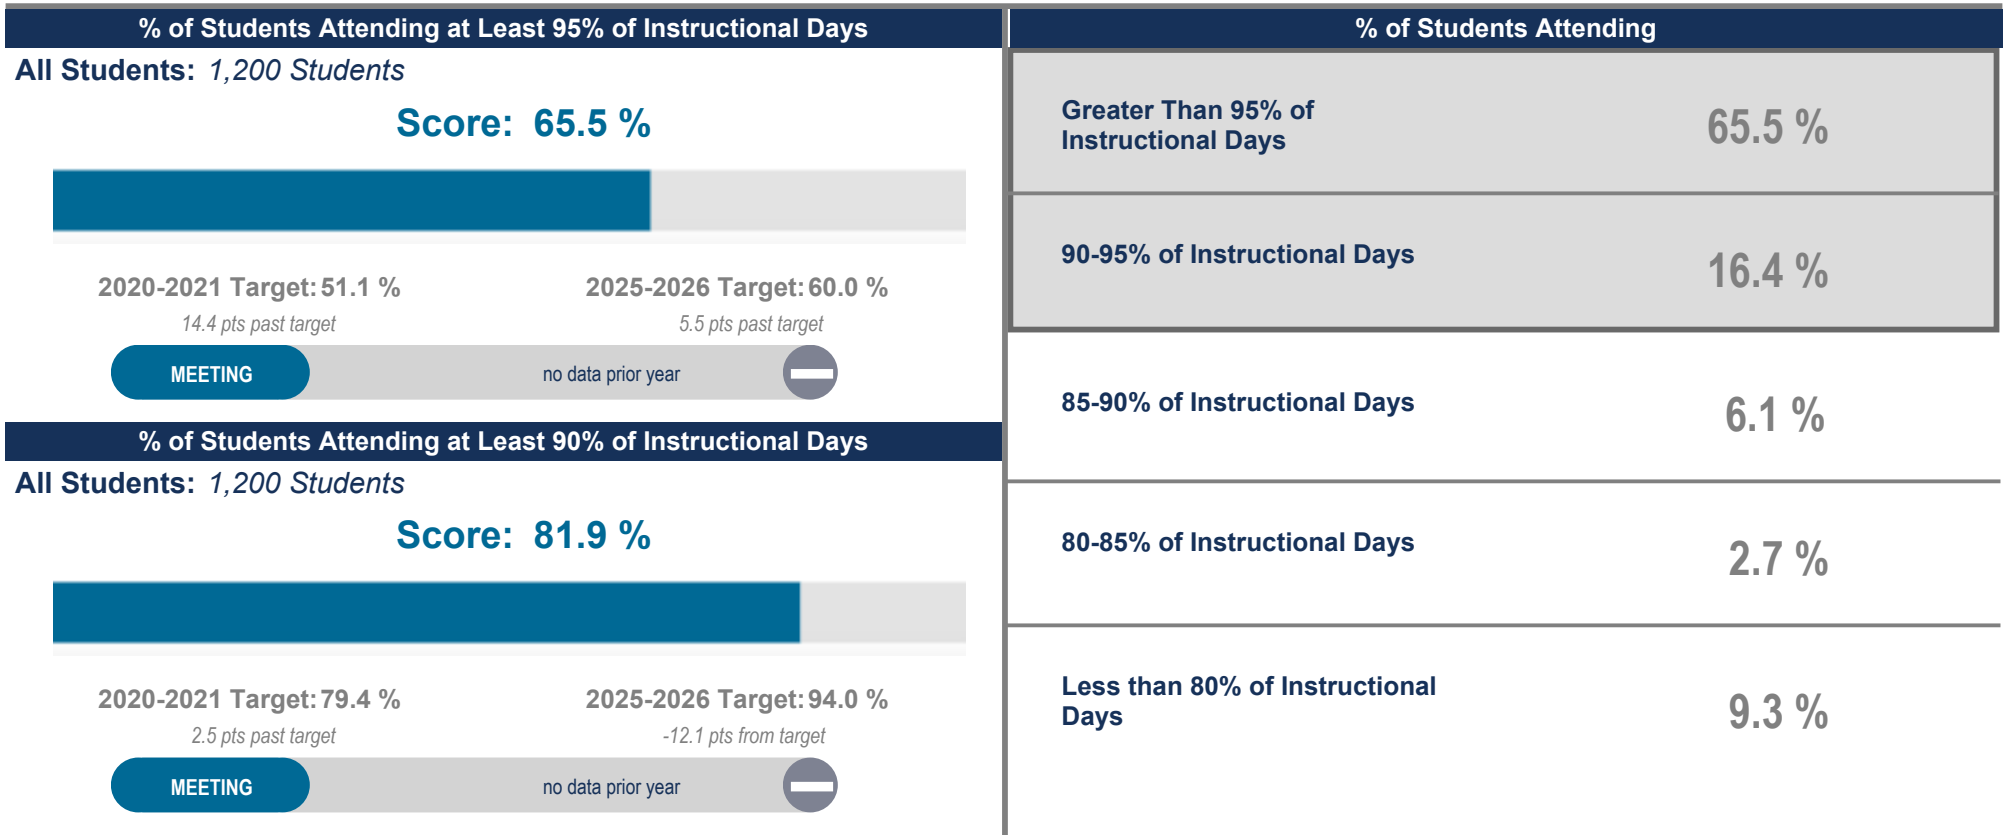 % of Students Attending at Least 95% of Instructional Days
All Students: 1,200 Students
Score: 65.5 %
2020-2021 Target: 51.1 %
14.4 pts past target
2025-2026 Target: 60.0 %
5.5 pts past target
MEETING
no data prior year
% of Students Attending at Least 90% of Instructional Days
All Students: 1,200 Students
Score: 81.9 %
2020-2021 Target: 79.4 %
2.5 pts past target
2025-2026 Target: 94.0 %
-12.1 pts from target
MEETING
no data prior year
% of Students Attending
Greater Than 95% of
Instructional Days
65.5 %
90-95% of Instructional Days
16.4 %
85-90% of Instructional Days
6.1 %
80-85% of Instructional Days
2.7 %
Less than 80% of Instructional
Days
9.3 %